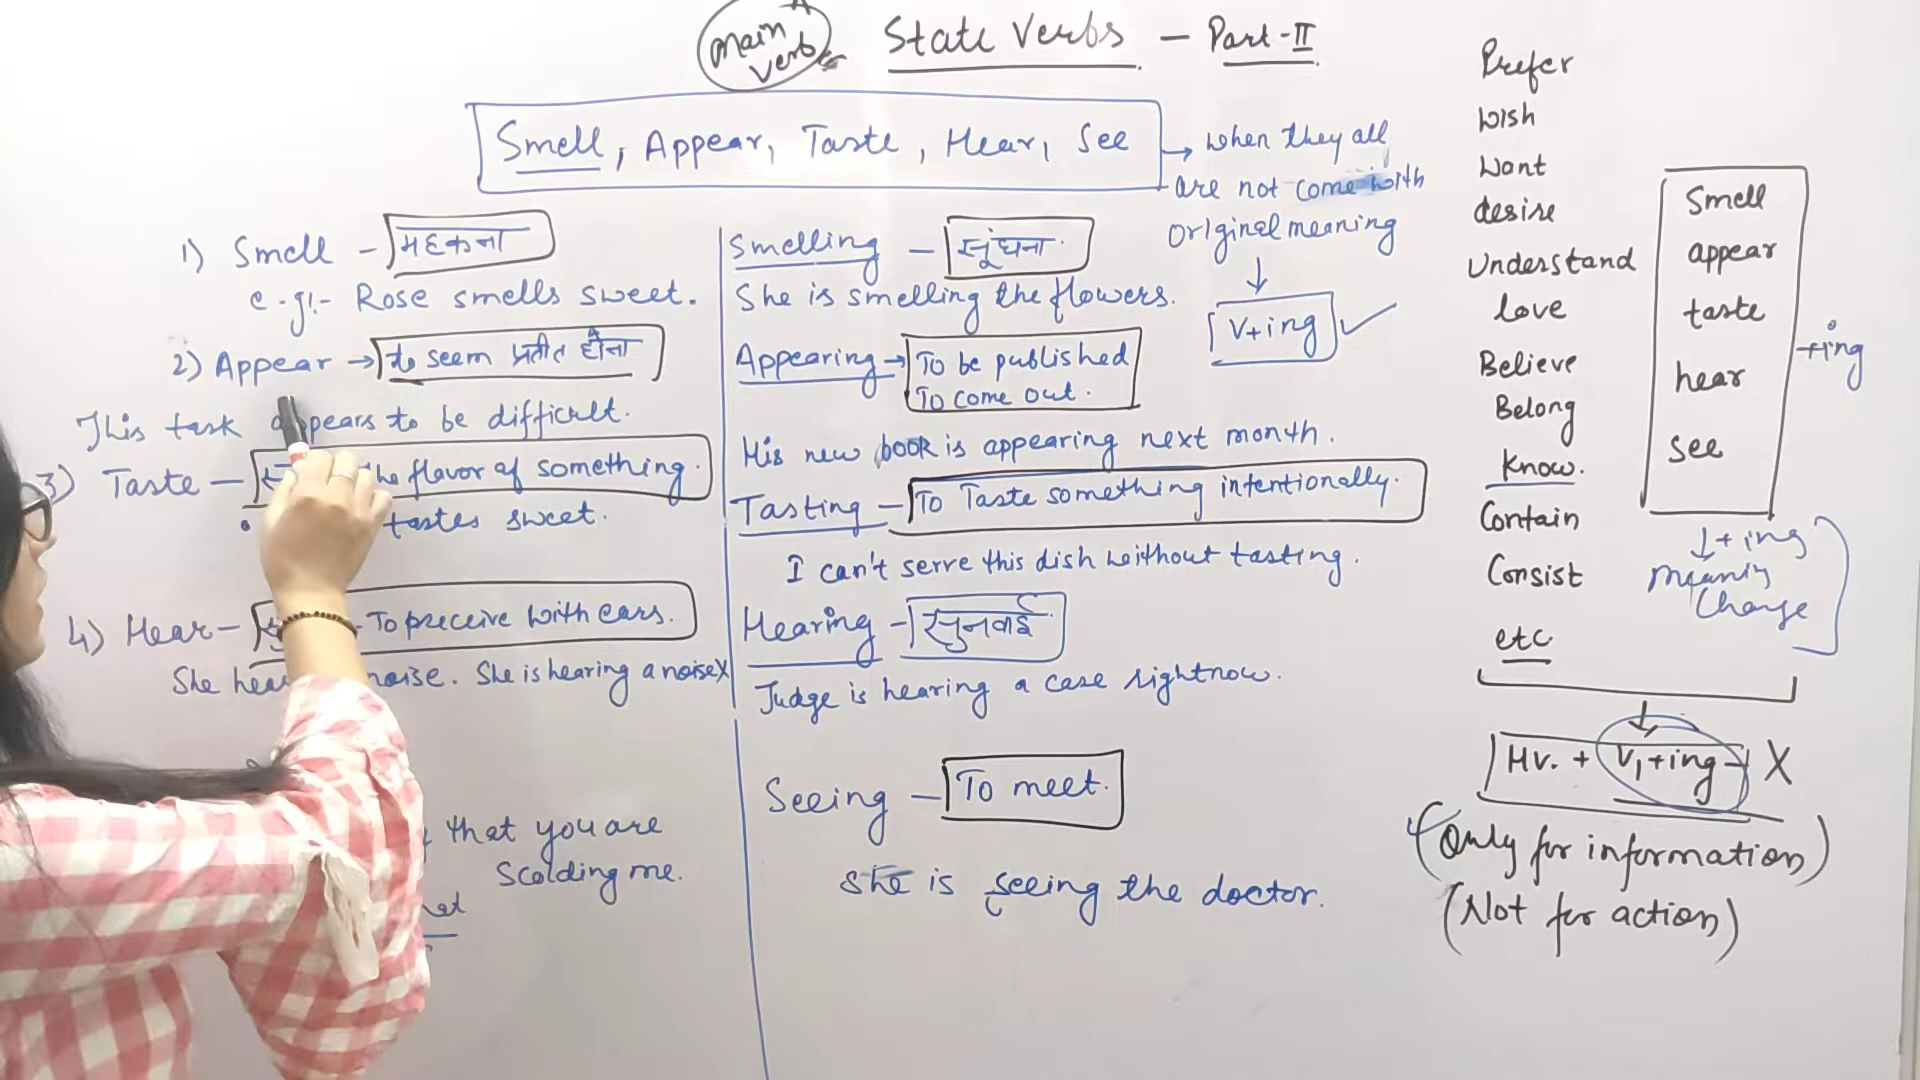 main verb
State Verbs - Part-II
Smell, Appear, Taste, Hear, See
→ when they all
are not come with
original meaning
↓
V+ing ✓
1) Smell - महकना
e.g!- Rose smells sweet.
2) Appear → to seem प्रतीत होना
This task appears to be difficult.
3) Taste - he flavor of something.
tastes sweet.
4) Hear - To preceive with ears.
She hea noise. She is hearing a noise X
that you are
scolding me.
Smelling - सूंघना
She is smelling the flowers.
Appearing → To be published
To come out.
His new book is appearing next month.
Tasting - To Taste something intentionally.
I can't serve this dish without tasting.
Hearing - सुनवाई
Judge is hearing a case rightnow.
Seeing - To meet.
She is seeing the doctor.
Prefer
wish
want
desire
Understand
love
Believe
Belong
Know.
Contain
Consist
etc
Smell
appear
taste
hear
see
+ing
↓+ing
meaning
Change
↓
Hv. + V1+ing - X
(Only for information)
(Not for action)